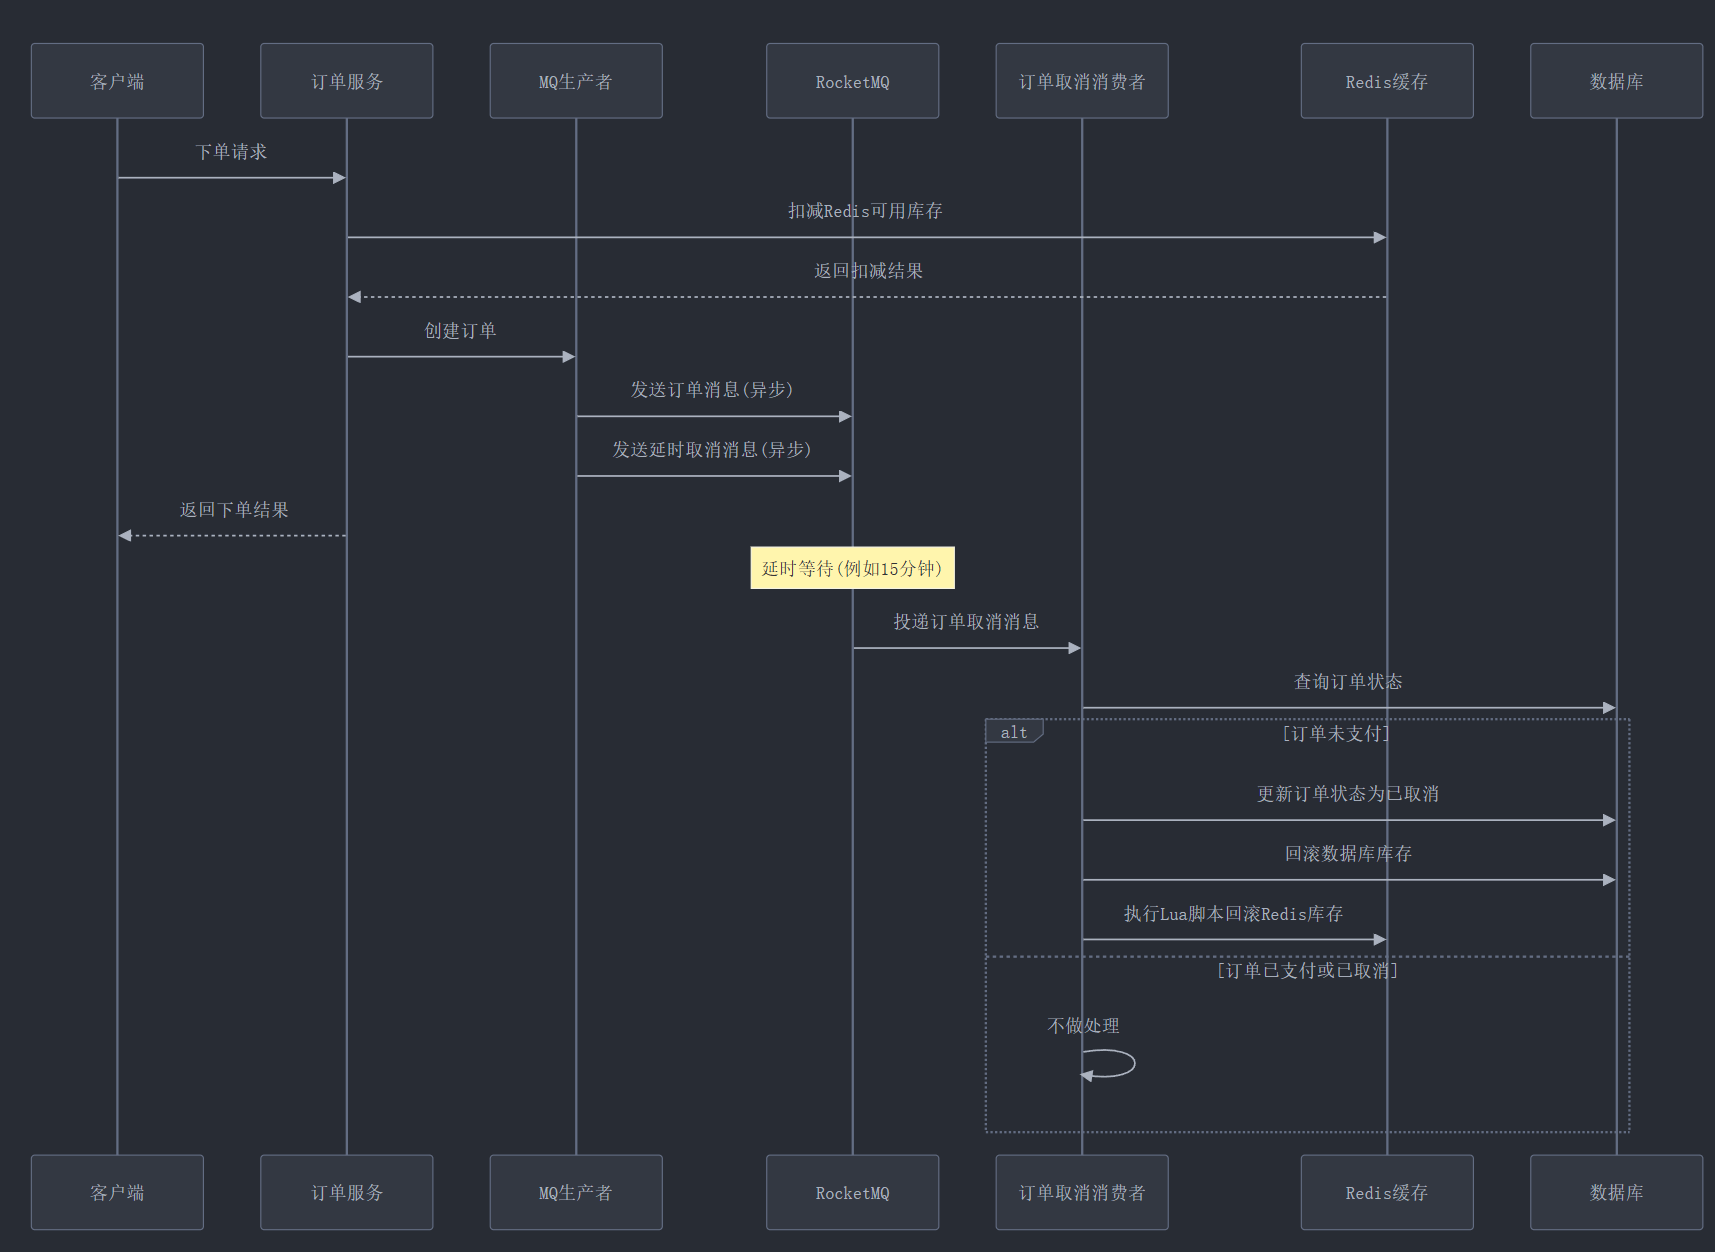 客户端
订单服务
MQ生产者
RocketMQ
订单取消消费者
Redis缓存
数据库
下单请求
扣减Redis可用库存
返回扣减结果
创建订单
发送订单消息(异步)
发送延时取消消息(异步)
返回下单结果
延时等待(例如15分钟)
投递订单取消消息
查询订单状态
alt
[订单未支付]
更新订单状态为已取消
回滚数据库库存
执行Lua脚本回滚Redis库存
[订单已支付或已取消]
不做处理
客户端
订单服务
MQ生产者
RocketMQ
订单取消消费者
Redis缓存
数据库